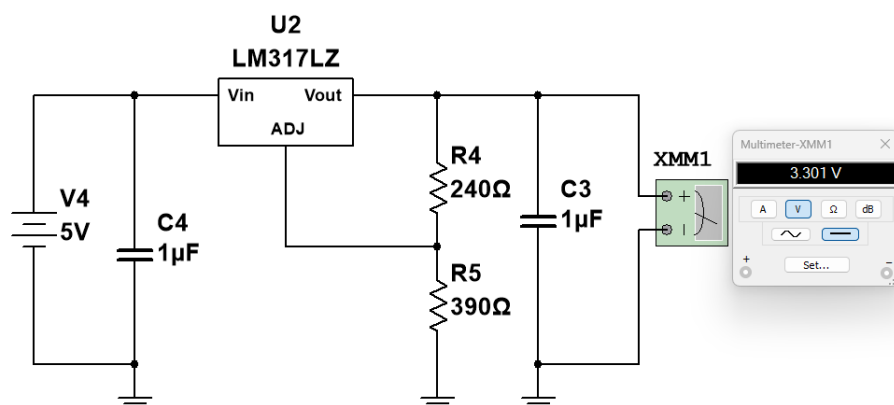 U2
LM317LZ
Vin Vout
ADJ
V4
5V
C4
1µF
R4
240Ω
R5
390Ω
C3
1µF
XMM1
+
Multimeter-XMM1
3.301 V
A V Ω dB
+ Set... −